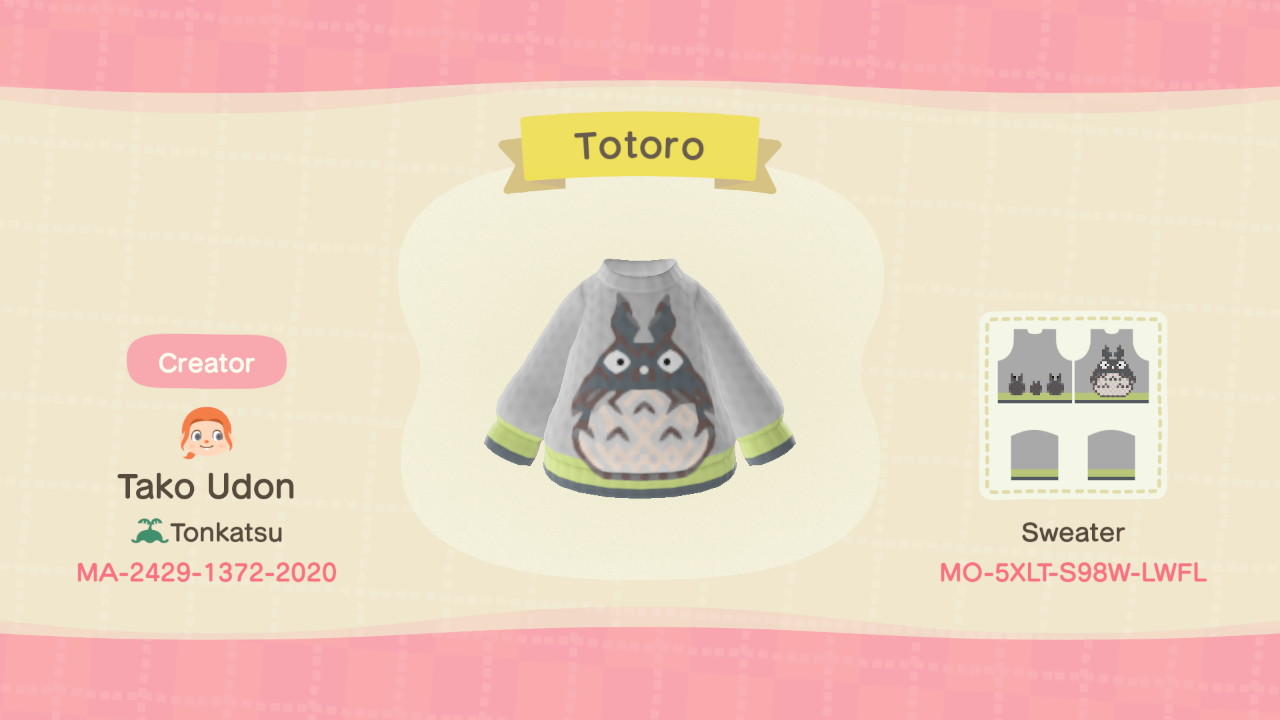 Totoro
Creator
Tako Udon
Tonkatsu
MA-2429-1372-2020
Sweater
MO-5XLT-S98W-LWFL